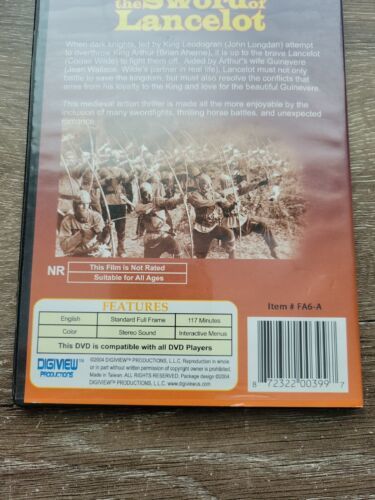 the Sword of
Lancelot
When dark knights, led by King Leodogran (John Longdan) attempt
to overthrow King Arthur (Brian Aherne), it is up to the brave Lancelot
(Cornel Wilde) to fight them off. Aided by Arthur's wife Guinevere
(Jean Wallace, Wilde's partner in real life), Lancelot must not only
battle to save the kingdom, but must also resolve the conflicts that
arise from his loyalty to the King and love for the beautiful Guinevere.
This medieval action thriller is made all the more enjoyable by the
inclusion of many swordfights, thrilling horse battles, and unexpected
romance.
NR
This Film is Not Rated
Suitable for All Ages
FEATURES
English Standard Full Frame 117 Minutes
Color Stereo Sound Interactive Menus
This DVD is compatible with all DVD Players
DIGIVIEW™
PRODUCTIONS
©2004 DIGIVIEW™ PRODUCTIONS, L.L.C. Reproduction in whole
or in part without written permission of copyright owner is prohibited.
Made in Taiwan. ALL RIGHTS RESERVED. Package design ©2004
DIGIVIEW™ PRODUCTIONS, L.L.C. www.digiviewus.com
Item # FA6-A
8 72322 00399 7